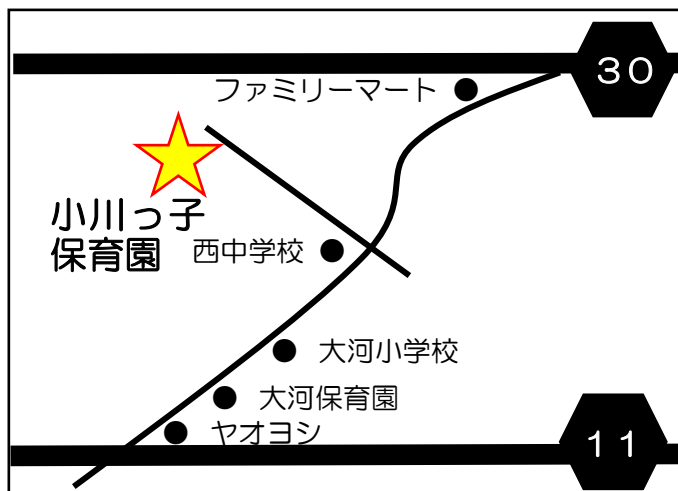 ３０
ファミリーマート
小川っ子
保育園
西中学校
大河小学校
大河保育園
ヤオヨシ
１１